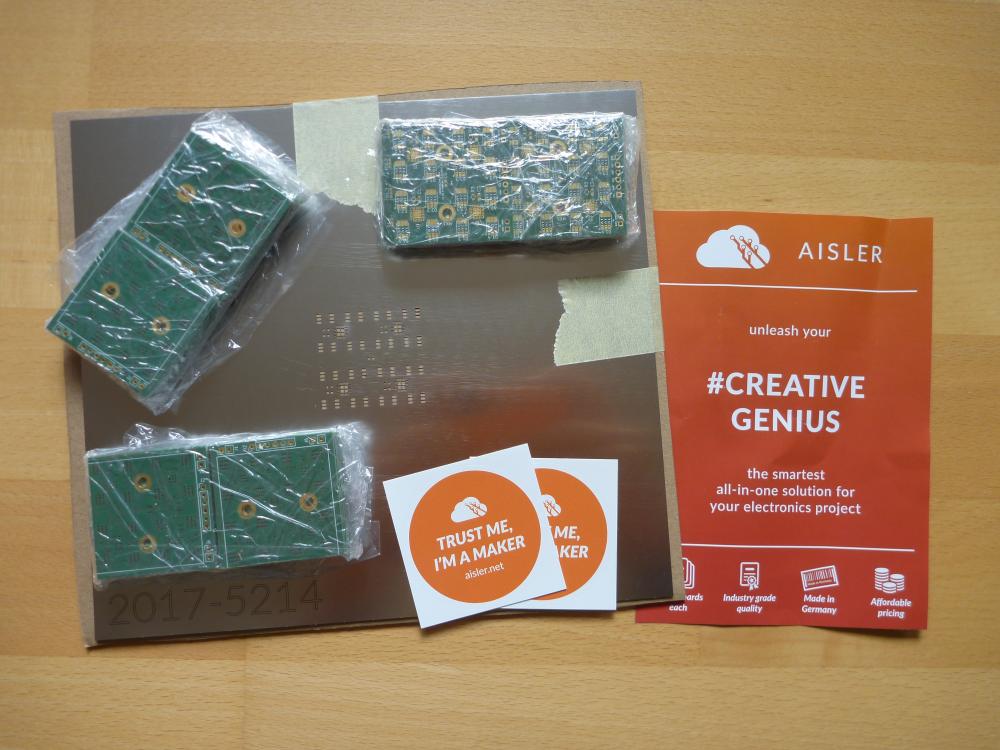 AISLER
unleash your
#CREATIVE
GENIUS
the smartest
all-in-one solution for
your electronics project
each
Industry grade
quality
Made in
Germany
Affordable
pricing
TRUST ME,
I'M A MAKER
aisler.net
ME,
2017-5214